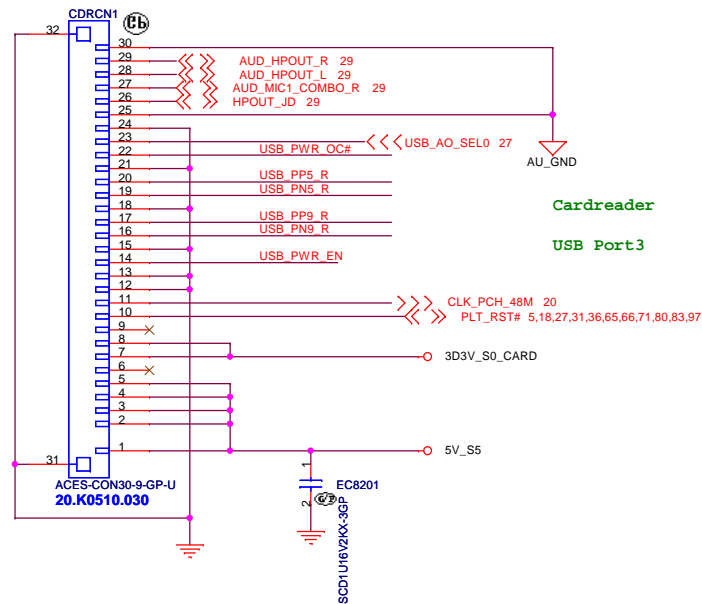 CDRCN1
32
30
29 AUD_HPOUT_R 29
28 AUD_HPOUT_L 29
27 AUD_MIC1_COMBO_R 29
26 HPOUT_JD 29
25
24
23 USB_AO_SEL0 27
22 USB_PWR_OC#
AU_GND
21
20 USB_PP5_R
19 USB_PN5_R
Cardreader
18
17 USB_PP9_R
16 USB_PN9_R
USB Port3
15
14 USB_PWR_EN
13
12
11 CLK_PCH_48M 20
10 PLT_RST# 5,18,27,31,36,65,66,71,80,83,97
9
8
7 3D3V_S0_CARD
6
5
4
3
2
1 5V_S5
31
1
ACES-CON30-9-GP-U
20.K0510.030
EC8201
2
SCD1U16V2KX-3GP